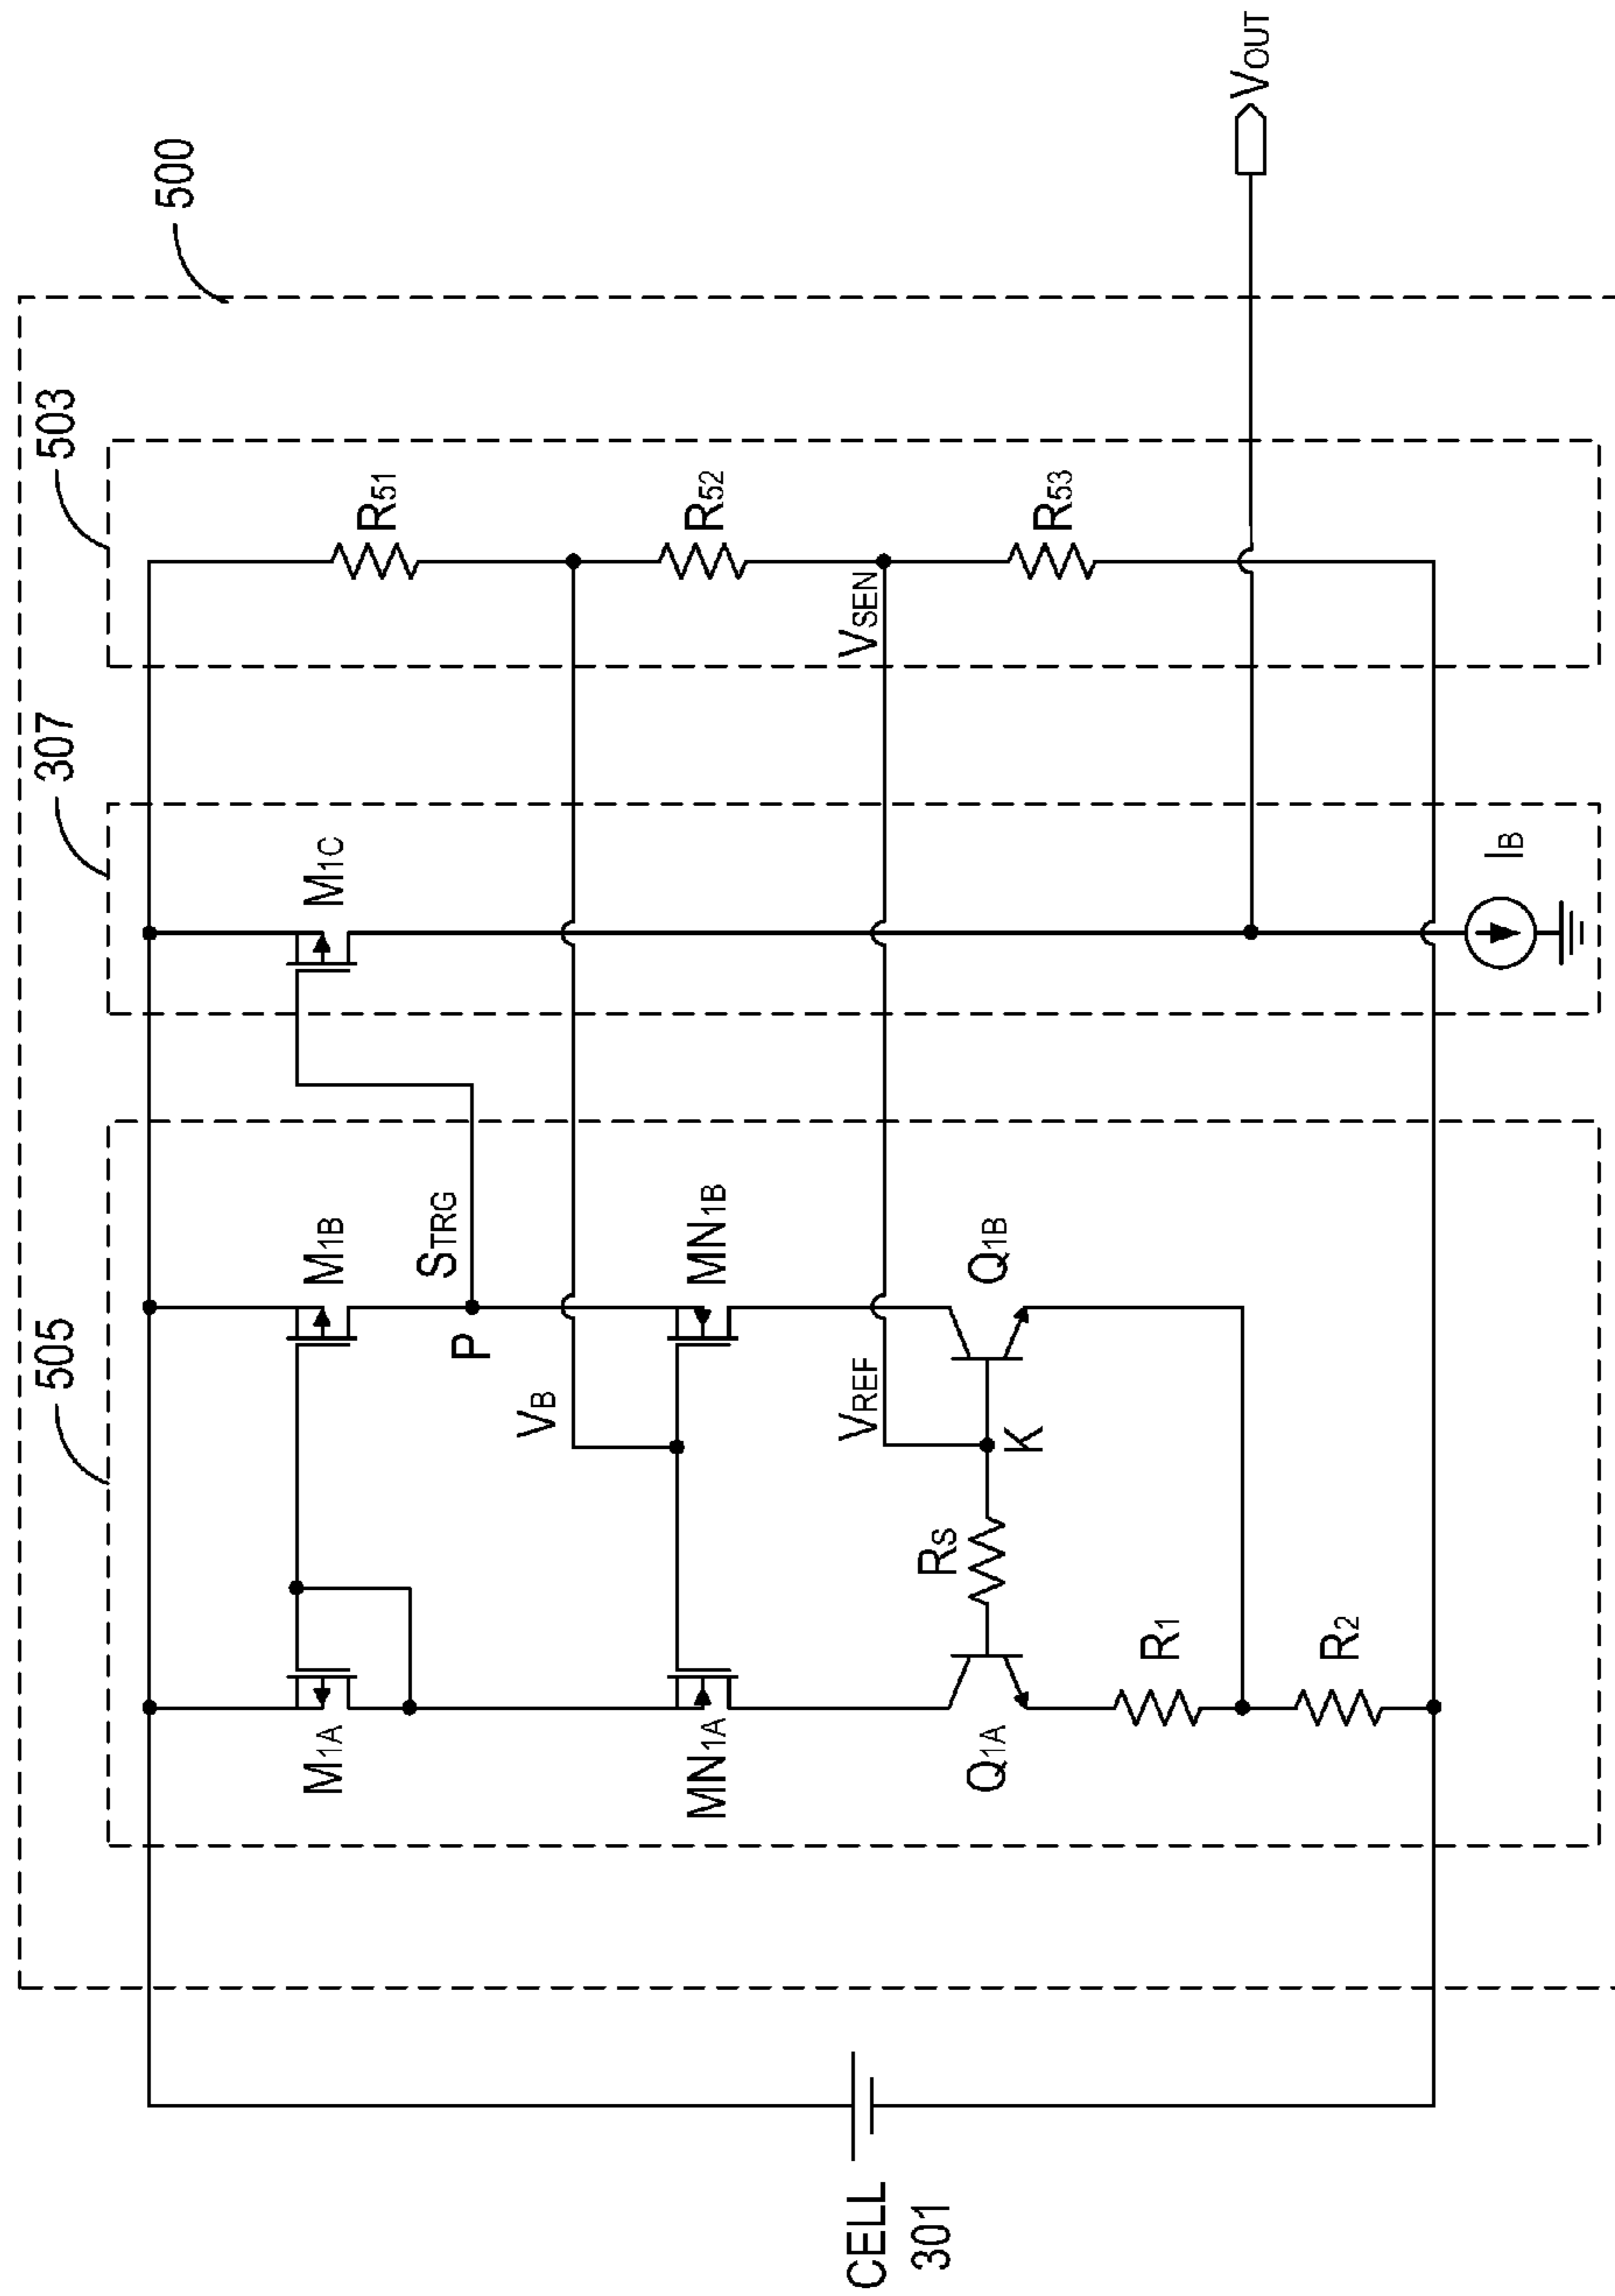 500
505
307
503
M1A
M1B
M1C
R51
STRG
P
VB
MN1A
MN1B
R52
VREF
VSEN
CELL
301
RS
K
Q1A
Q1B
R53
R1
R2
IB
VOUT